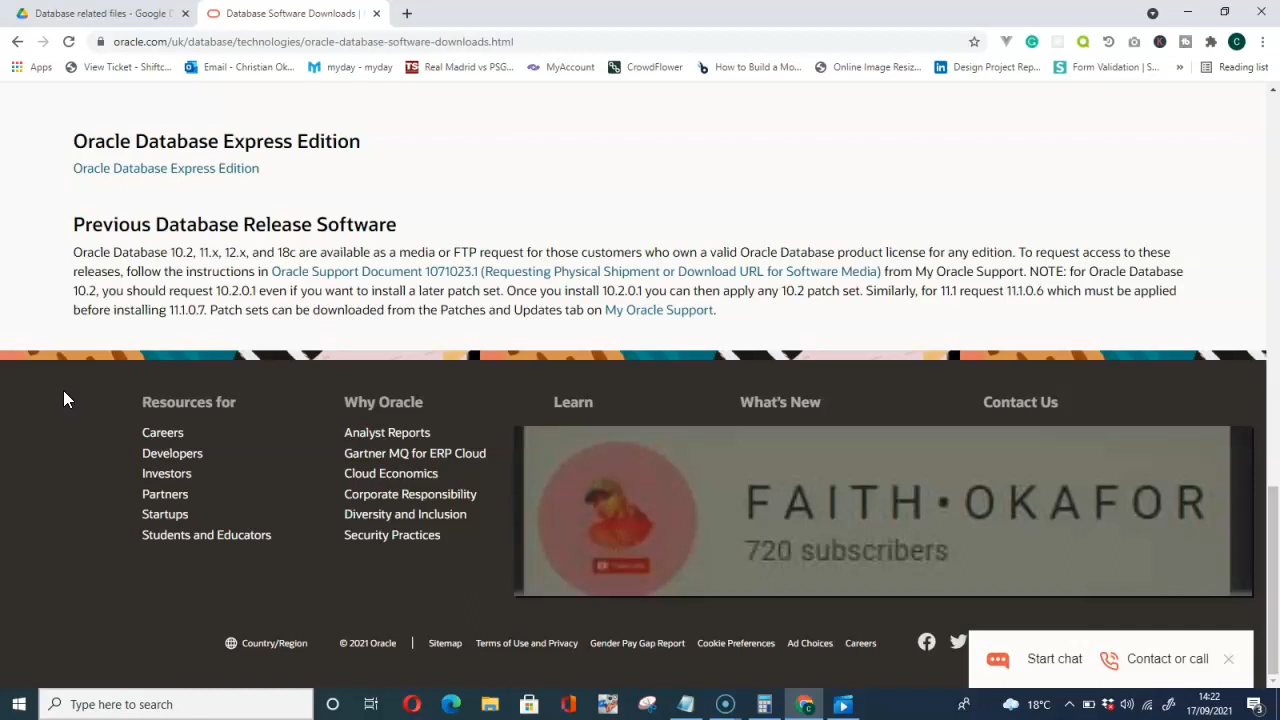 Database related files - Google D
Database Software Downloads |
oracle.com/uk/database/technologies/oracle-database-software-downloads.html
Apps
View Ticket - Shiftc...
Email - Christian Ok...
myday - myday
Real Madrid vs PSG...
MyAccount
CrowdFlower
How to Build a Mo...
Online Image Resiz...
Design Project Rep...
Form Validation | S...
»
Reading list
Oracle Database Express Edition
Oracle Database Express Edition
Previous Database Release Software
Oracle Database 10.2, 11.x, 12.x, and 18c are available as a media or FTP request for those customers who own a valid Oracle Database product license for any edition. To request access to these
releases, follow the instructions in Oracle Support Document 1071023.1 (Requesting Physical Shipment or Download URL for Software Media) from My Oracle Support. NOTE: for Oracle Database
10.2, you should request 10.2.0.1 even if you want to install a later patch set. Once you install 10.2.0.1 you can then apply any 10.2 patch set. Similarly, for 11.1 request 11.1.0.6 which must be applied
before installing 11.1.0.7. Patch sets can be downloaded from the Patches and Updates tab on My Oracle Support.
Resources for
Careers
Developers
Investors
Partners
Startups
Students and Educators
Why Oracle
Analyst Reports
Gartner MQ for ERP Cloud
Cloud Economics
Corporate Responsibility
Diversity and Inclusion
Security Practices
Learn
What's New
Contact Us
FAITH•OKAFOR
720 subscribers
Country/Region
© 2021 Oracle
Sitemap
Terms of Use and Privacy
Gender Pay Gap Report
Cookie Preferences
Ad Choices
Careers
Start chat
Contact or call
Type here to search
18°C
14:22
17/09/2021
3